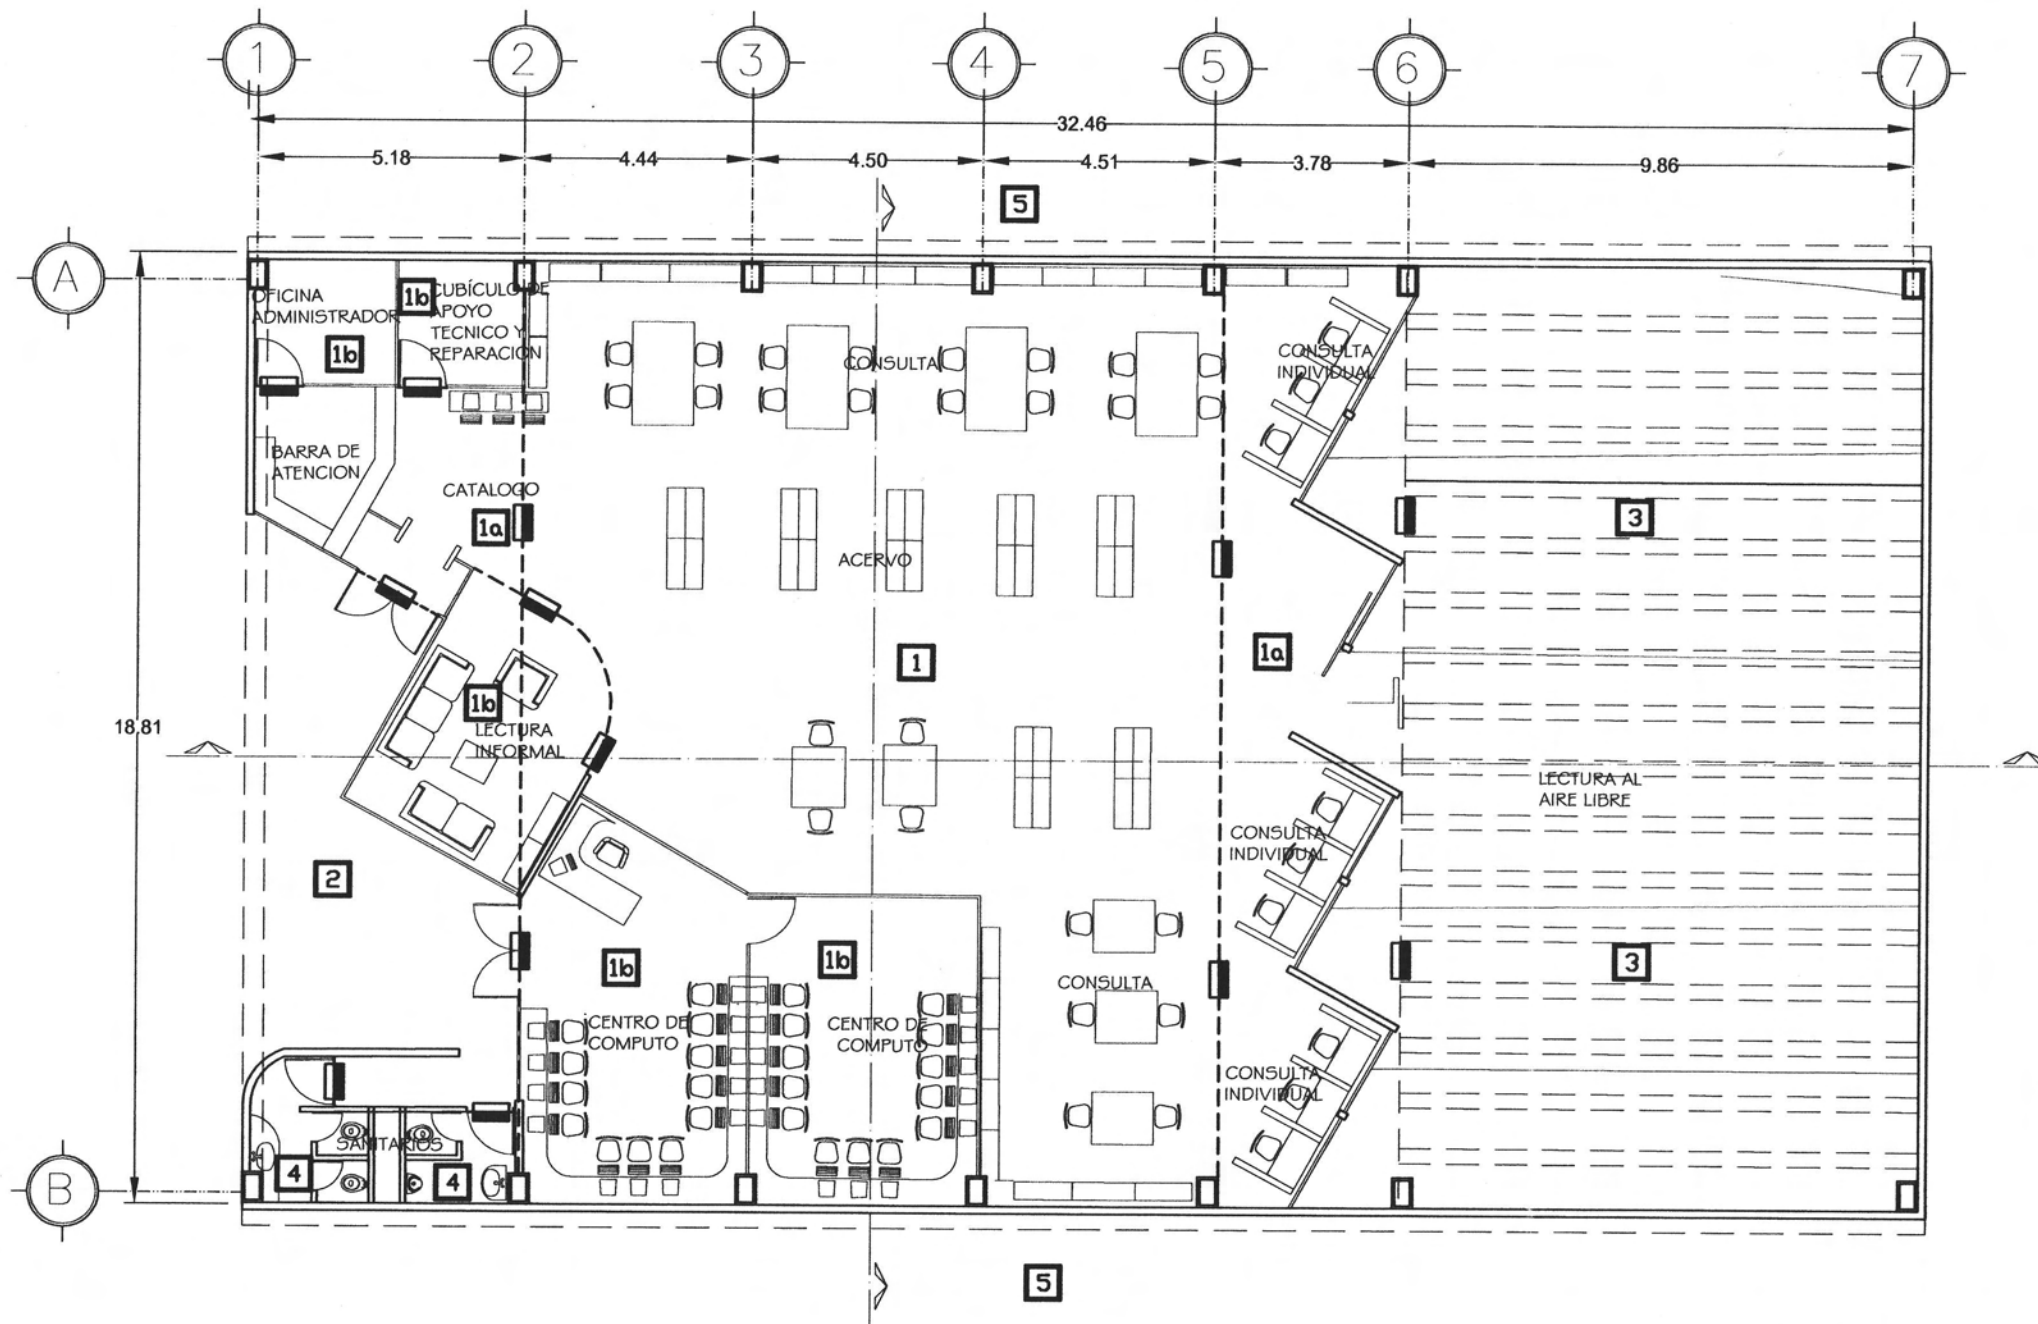 1 2 3 4 5 6 7
32.46
5.18 4.44 4.50 4.51 3.78 9.86
5
A
OFICINA
ADMINISTRADOR
1b
1b
CUBÍCULO DE
APOYO
TECNICO Y
REPARACION
CONSULTA
CONSULTA
INDIVIDUAL
BARRA DE
ATENCION
CATALOGO
1a
ACERVO
3
1
1a
1b
LECTURA
INFORMAL
18.81
LECTURA AL
AIRE LIBRE
CONSULTA
INDIVIDUAL
2
1b
1b
CONSULTA
3
CENTRO DE
COMPUTO
CENTRO DE
COMPUTO
CONSULTA
INDIVIDUAL
SANITARIOS
4
4
B
5